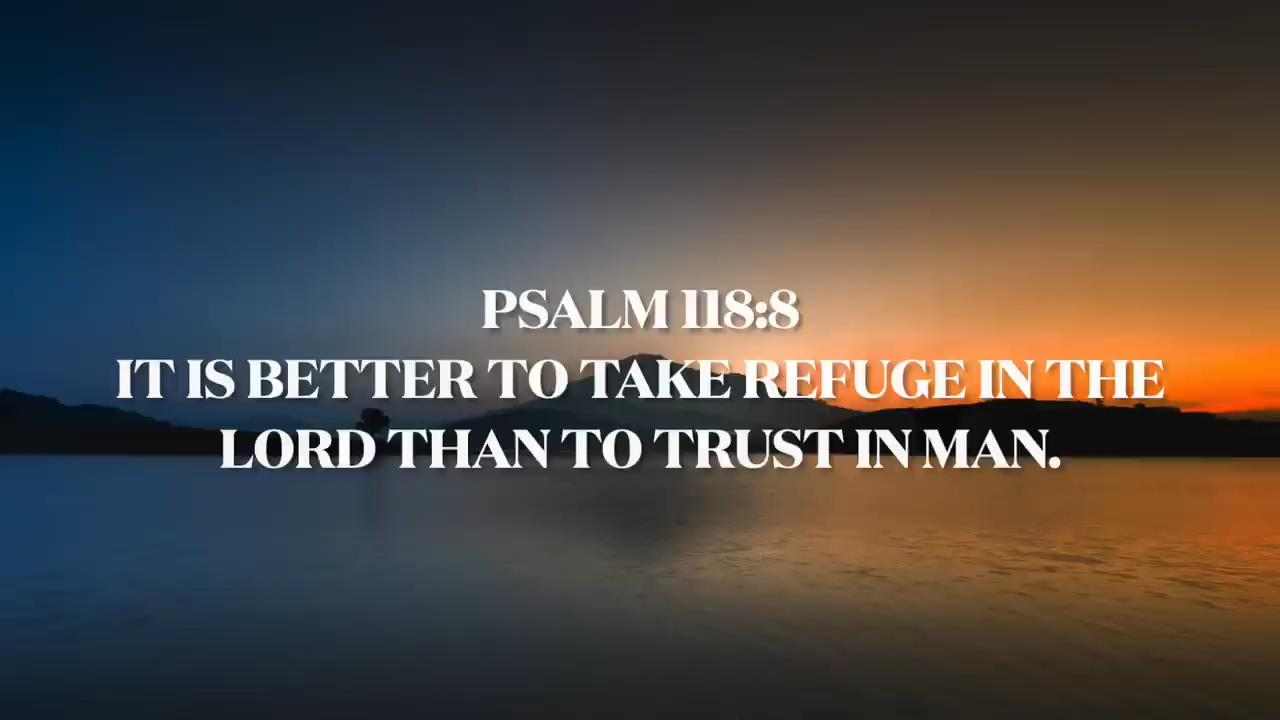 PSALM 118:8
IT IS BETTER TO TAKE REFUGE IN THE
LORD THAN TO TRUST IN MAN.